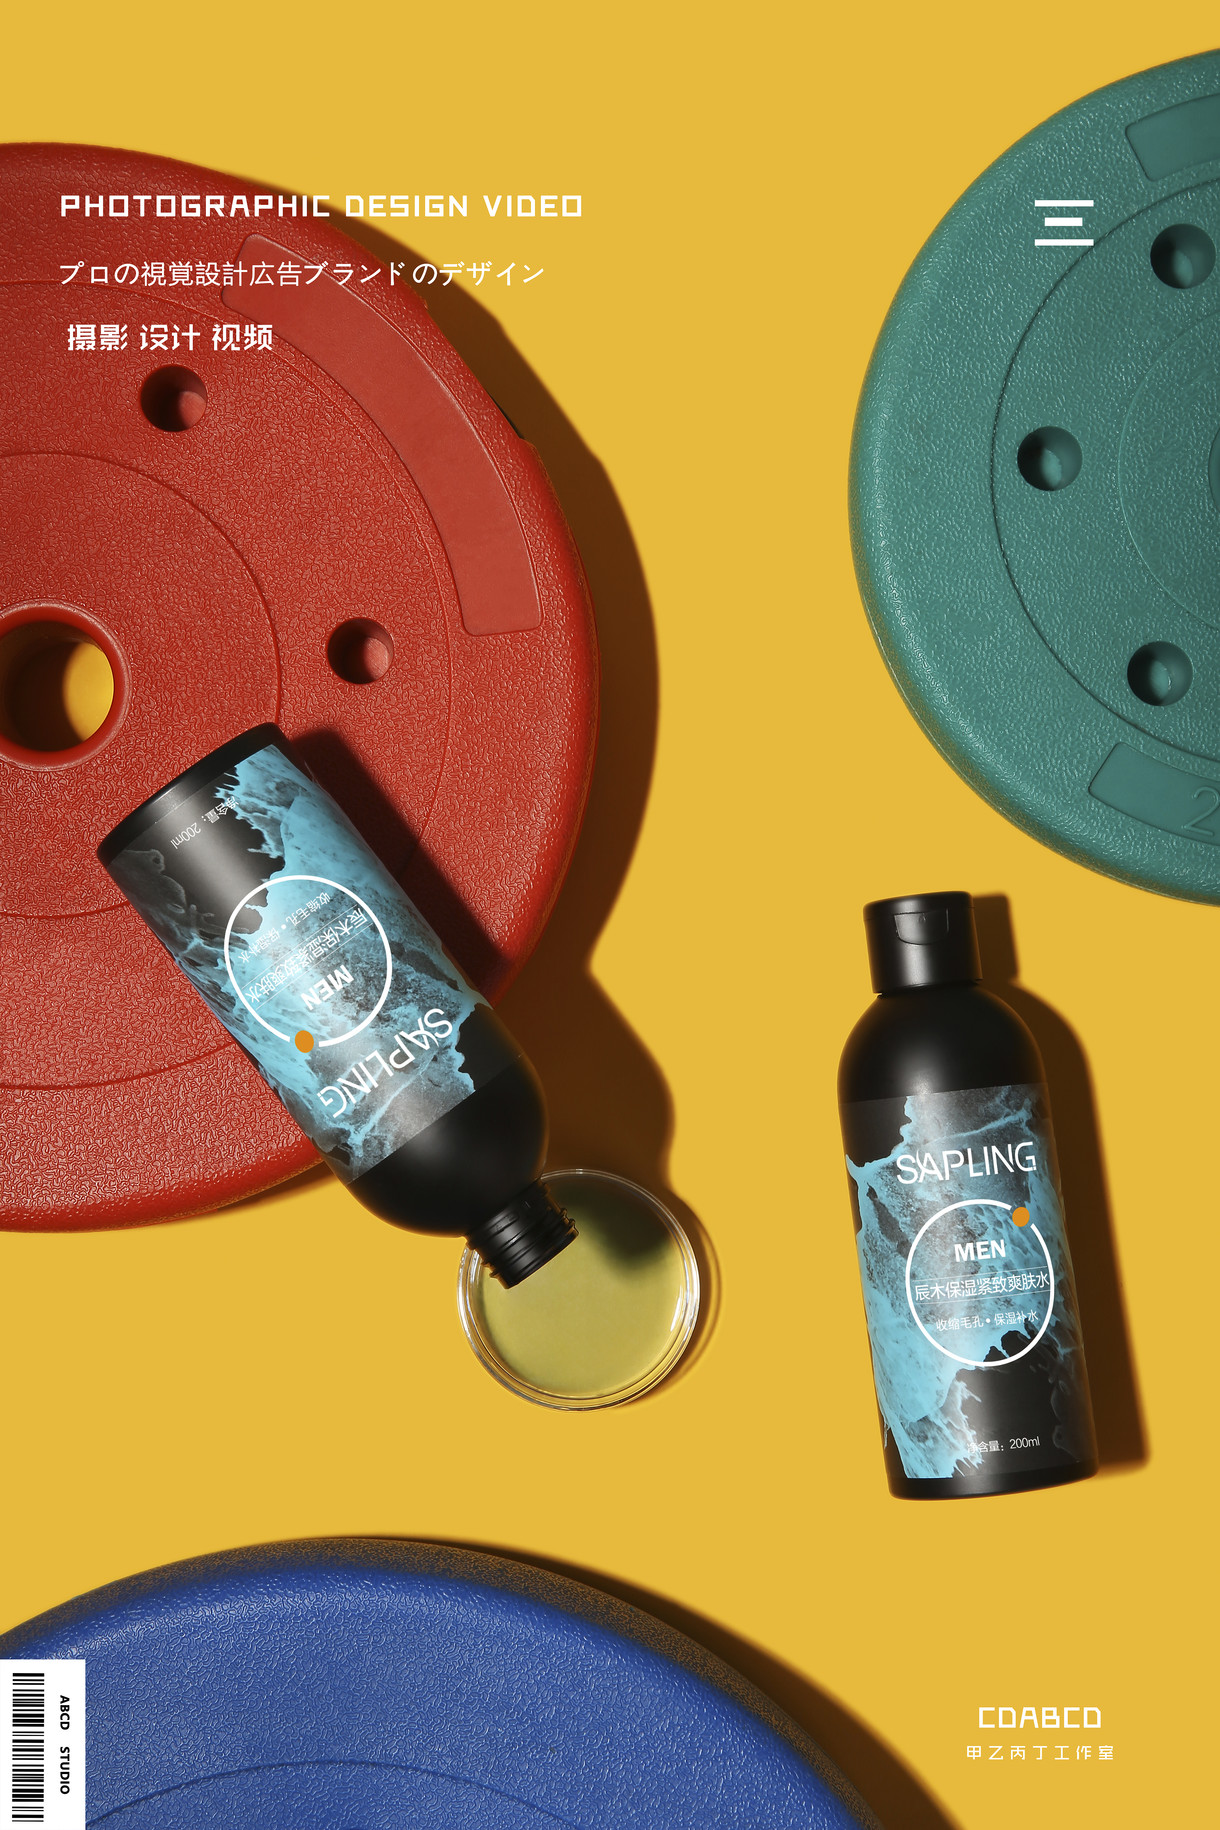 PHOTOGRAPHIC DESIGN VIDEO
プロの視覚設計広告ブランドのデザイン
摄影 设计 视频
2
净含量：200ml
收缩毛孔•保湿补水
辰木保湿紧致爽肤水
MEN
SAPLING
SAPLING
MEN
辰木保湿紧致爽肤水
收缩毛孔•保湿补水
净含量：200ml
ABCD STUDIO
CDABCD
甲乙丙丁工作室